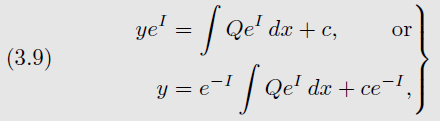 ye^I = ∫ Qe^I dx + c, or
(3.9)
y = e^{-I} ∫ Qe^I dx + ce^{-I},